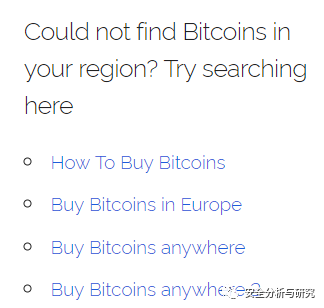 Could not find Bitcoins in
your region? Try searching
here
How To Buy Bitcoins
Buy Bitcoins in Europe
Buy Bitcoins anywhere
Buy Bitcoins anywhere 2
安全分析与研究